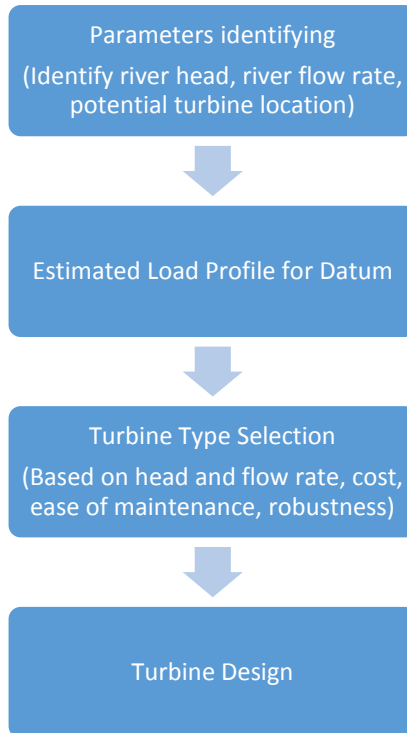 Parameters identifying
(Identify river head, river flow rate,
potential turbine location)
Estimated Load Profile for Datum
Turbine Type Selection
(Based on head and flow rate, cost,
ease of maintenance, robustness)
Turbine Design